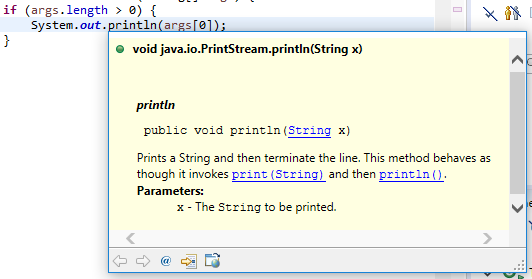 if (args.length > 0) {
System.out.println(args[0]);
}
void java.io.PrintStream.println(String x)
println
public void println(String x)
Prints a String and then terminate the line. This method behaves as
though it invokes print(String) and then println().
Parameters:
x - The String to be printed.
@